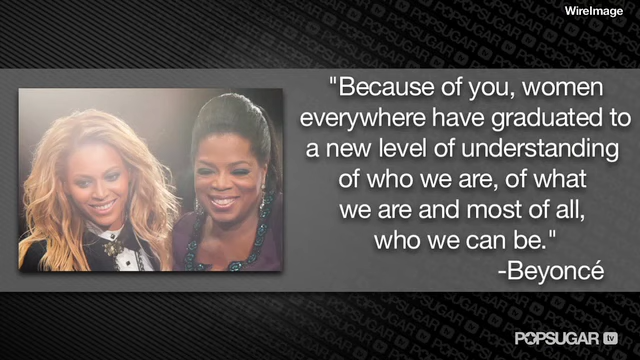 WireImage
"Because of you, women
everywhere have graduated to
a new level of understanding
of who we are, of what
we are and most of all,
who we can be."
-Beyoncé
POPSUGAR tv